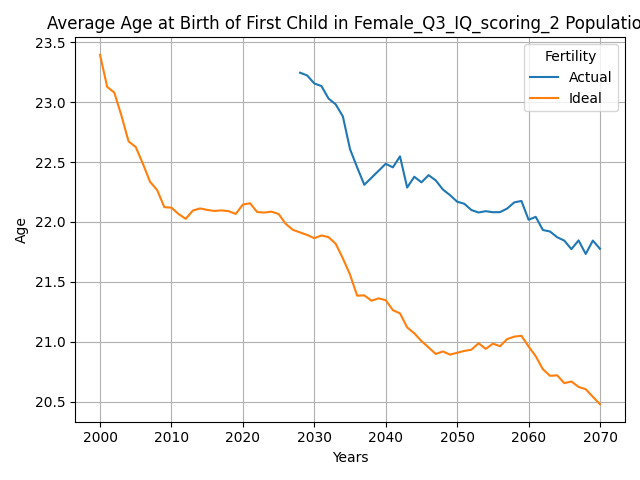 Average Age at Birth of First Child in Female_Q3_IQ_scoring_2 Populatio
Fertility
Actual
Ideal
23.5
23.0
22.5
22.0
21.5
21.0
20.5
Age
2000 2010 2020 2030 2040 2050 2060 2070
Years